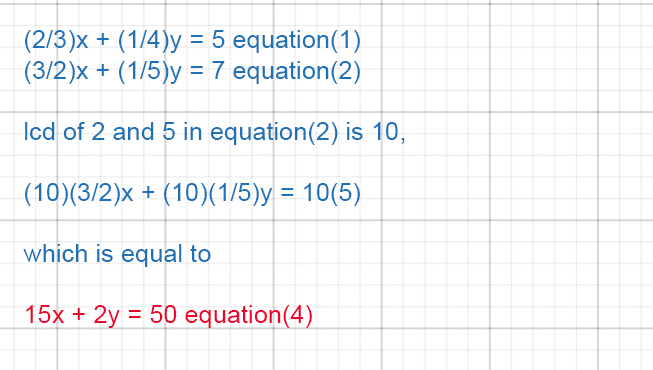 (2/3)x + (1/4)y = 5 equation(1)
(3/2)x + (1/5)y = 7 equation(2)
lcd of 2 and 5 in equation(2) is 10,
(10)(3/2)x + (10)(1/5)y = 10(5)
which is equal to
15x + 2y = 50 equation(4)